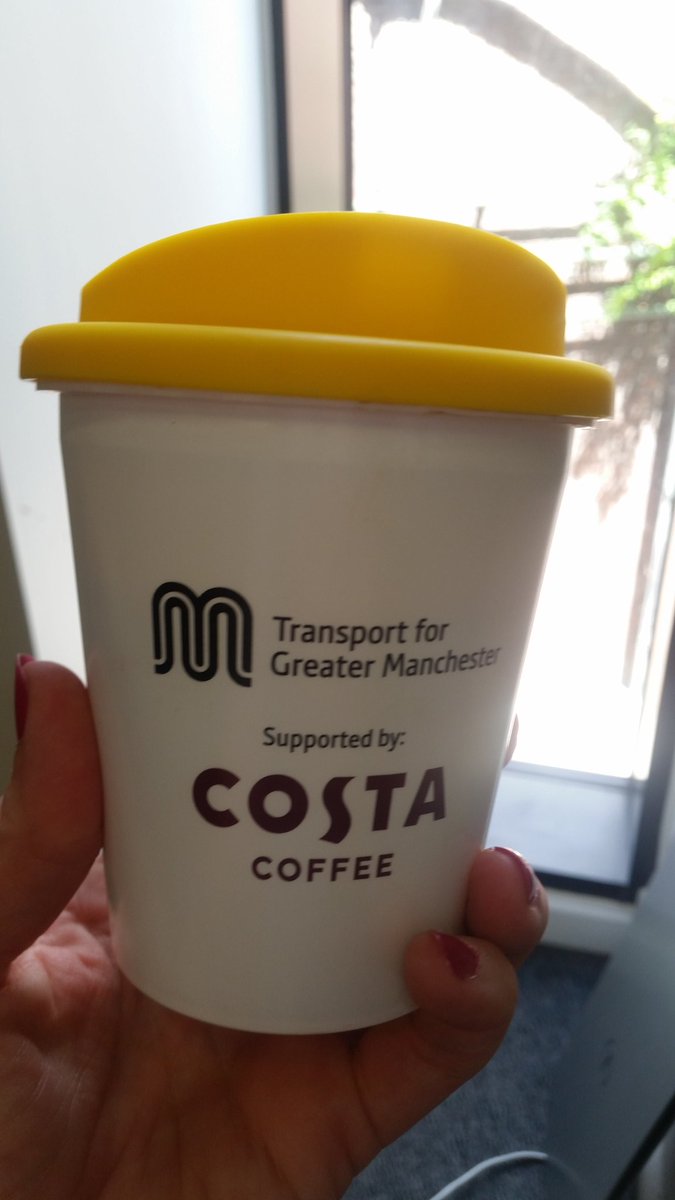 Transport for
Greater Manchester
Supported by:
COSTA
COFFEE